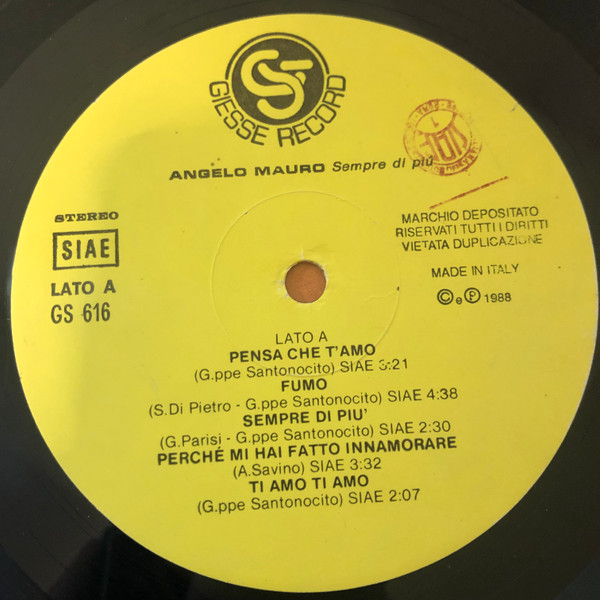 GIESSE RECORD
ANGELO MAURO Sempre di più
STEREO
SIAE
LATO A
GS 616
MARCHIO DEPOSITATO
RISERVATI TUTTI I DIRITTI
VIETATA DUPLICAZIONE
MADE IN ITALY
© e ℗ 1988
LATO A
PENSA CHE T'AMO
(G.ppe Santonocito) SIAE 3:21
FUMO
(S.Di Pietro - G.ppe Santonocito) SIAE 4:38
SEMPRE DI PIU'
(G.Parisi - G.ppe Santonocito) SIAE 2:30
PERCHÉ MI HAI FATTO INNAMORARE
(A.Savino) SIAE 3:32
TI AMO TI AMO
(G.ppe Santonocito) SIAE 2:07